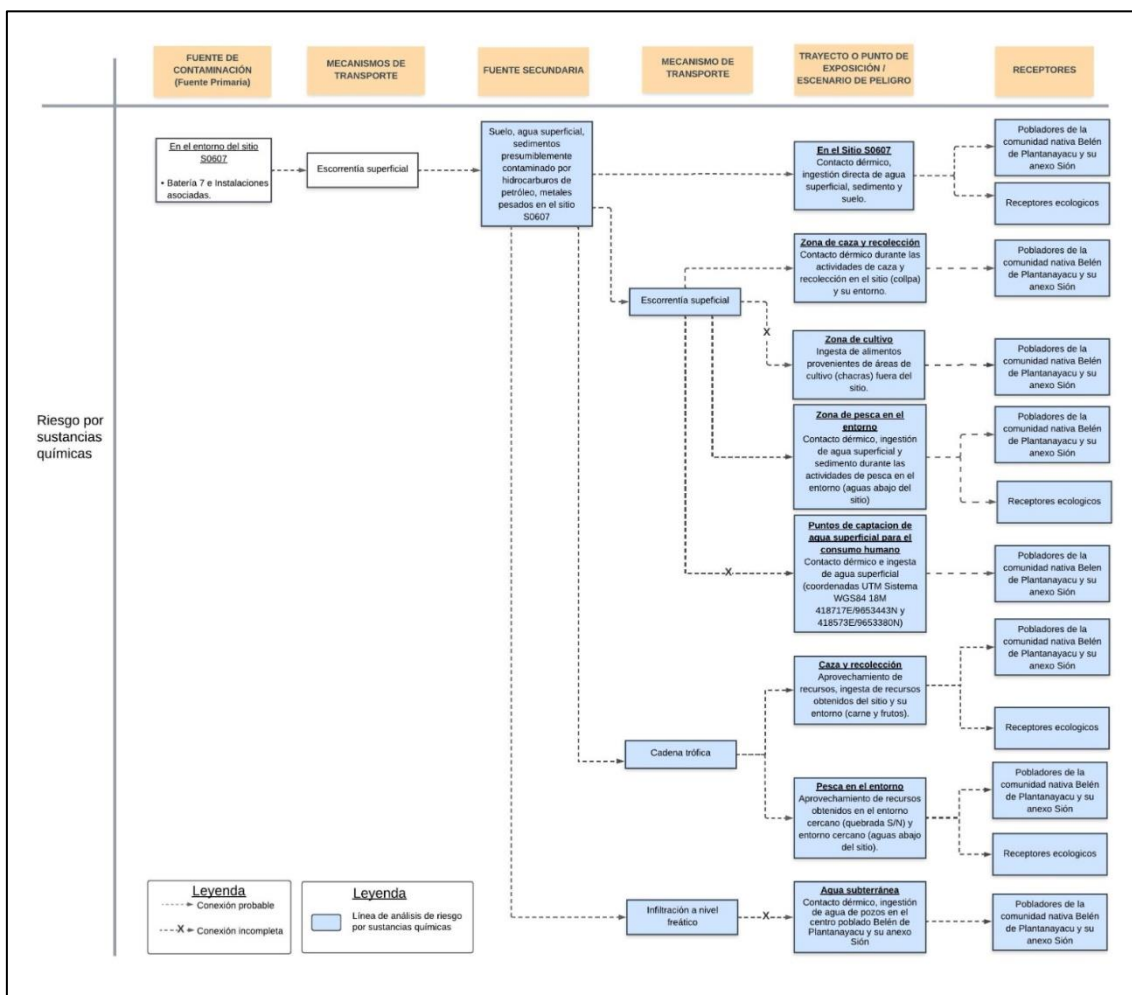 FUENTE DE
CONTAMINACIÓN
(Fuente Primaria)
MECANISMOS DE
TRANSPORTE
FUENTE SECUNDARIA
MECANISMO DE
TRANSPORTE
TRAYECTO O PUNTO DE
EXPOSICIÓN /
ESCENARIO DE PELIGRO
RECEPTORES
Riesgo por
sustancias
químicas
En el entorno del sitio
S0607
• Batería 7 e Instalaciones
asociadas.
Escorrentía superficial
Suelo, agua superficial,
sedimentos
presumiblemente
contaminado por
hidrocarburos de
petróleo, metales
pesados en el sitio
S0607
En el Sitio S0607
Contacto dérmico,
ingestión directa de agua
superficial, sedimento y
suelo.
Pobladores de la
comunidad nativa Belén
de Plantanayacu y su
anexo Sión
Receptores ecologicos
Escorrentía supeficial
Zona de caza y recolección
Contacto dérmico durante las
actividades de caza y
recolección en el sitio (collpa) y
su entorno.
Pobladores de la
comunidad nativa Belén
de Plantanayacu y su
anexo Sión
X
Zona de cultivo
Ingesta de alimentos
provenientes de áreas de
cultivo (chacras) fuera del
sitio.
Pobladores de la
comunidad nativa Belén
de Plantanayacu y su
anexo Sión
Zona de pesca en el
entorno
Contacto dérmico, ingestión
de agua superficial y
sedimento durante las
actividades de pesca en el
entorno (aguas abajo del
sitio)
Pobladores de la
comunidad nativa Belén
de Plantanayacu y su
anexo Sión
Receptores ecologicos
X
Puntos de captacion de
agua superficial para el
consumo humano
Contacto dérmico e ingesta
de agua superficial
(coordenadas UTM Sistema
WGS84 18M
418717E/9653443N y
418573E/9653380N)
Pobladores de la
comunidad nativa Belen
de Plantanayacu y su
anexo Sión
Cadena trófica
Caza y recolección
Aprovechamiento de
recursos, ingesta de recursos
obtenidos del sitio y su
entorno (carne y frutos).
Pobladores de la
comunidad nativa Belén
de Plantanayacu y su
anexo Sión
Receptores ecologicos
Pesca en el entorno
Aprovechamiento de recursos
obtenidos en el entorno
cercano (quebrada S/N) y
entorno cercano (aguas abajo
del sitio).
Pobladores de la
comunidad nativa Belén
de Plantanayacu y su
anexo Sión
Receptores ecologicos
Infiltración a nivel
freático
X
Agua subterránea
Contacto dérmico, ingestión
de agua de pozos en el
centro poblado Belén de
Plantanayacu y su anexo
Sión
Pobladores de la
comunidad nativa Belén
de Plantanayacu y su
anexo Sión
Leyenda
Conexión probable
X
Conexión incompleta
Leyenda
Línea de análisis de riesgo
por sustancias químicas